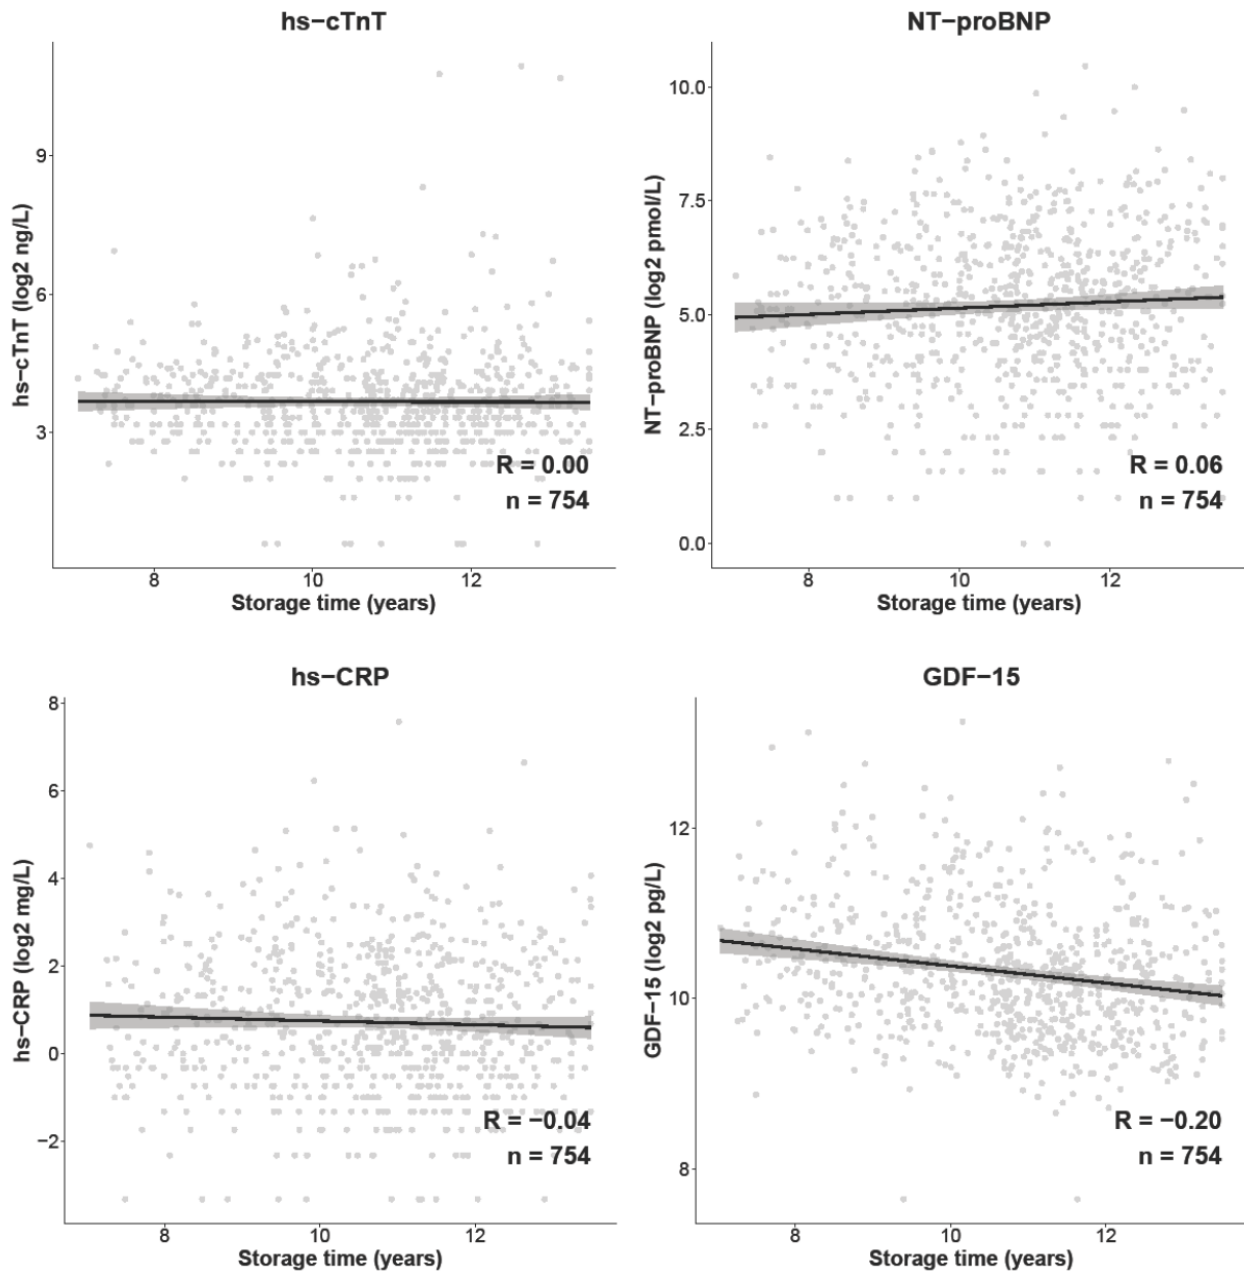 hs−cTnT
hs−cTnT (log2 ng/L)
9
6
3
R = 0.00
n = 754
8 10 12
Storage time (years)
NT−proBNP
NT−proBNP (log2 pmol/L)
10.0
7.5
5.0
2.5
0.0
R = 0.06
n = 754
8 10 12
Storage time (years)
hs−CRP
hs−CRP (log2 mg/L)
8
6
4
2
0
−2
R = −0.04
n = 754
8 10 12
Storage time (years)
GDF−15
GDF−15 (log2 pg/L)
12
10
8
R = −0.20
n = 754
8 10 12
Storage time (years)